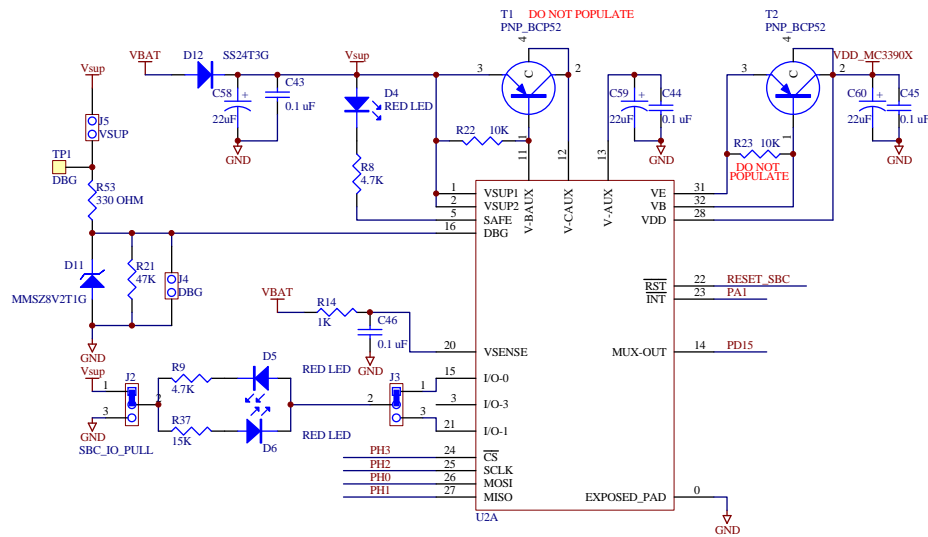 T1 DO NOT POPULATE
PNP_BCP52
T2
PNP_BCP52
VBAT
D12
SS24T3G
Vsup
4
4
VDD_MC3390X
Vsup
3
2
3
2
C58
+
22uF
C43
0.1 uF
D4
RED LED
C
C59
+
22uF
C44
0.1 uF
C
C60
+
22uF
C45
0.1 uF
J5
VSUP
GND
R22
10K
1
GND
1
GND
TP1
DBG
R8
4.7K
11
12
13
R23 10K
DO NOT
POPULATE
R53
330 OHM
V-BAUX
V-CAUX
V-AUX
1
VSUP1
2
VSUP2
5
SAFE
16
DBG
VE
31
VB
32
VDD
28
D11
MMSZ8V2T1G
R21
47K
J4
DBG
GND
RST
22
RESET_SBC
INT
23
PA1
VBAT
R14
1K
C46
0.1 uF
GND
20
VSENSE
MUX-OUT
14
PD15
Vsup
J2
1
2
3
GND
SBC_IO_PULL
R9
4.7K
D5
RED LED
R37
15K
D6
RED LED
J3
1
2
3
15
I/O-0
3
I/O-3
21
I/O-1
PH3
24
CS
PH2
25
SCLK
PH0
26
MOSI
PH1
27
MISO
EXPOSED_PAD
0
GND
U2A